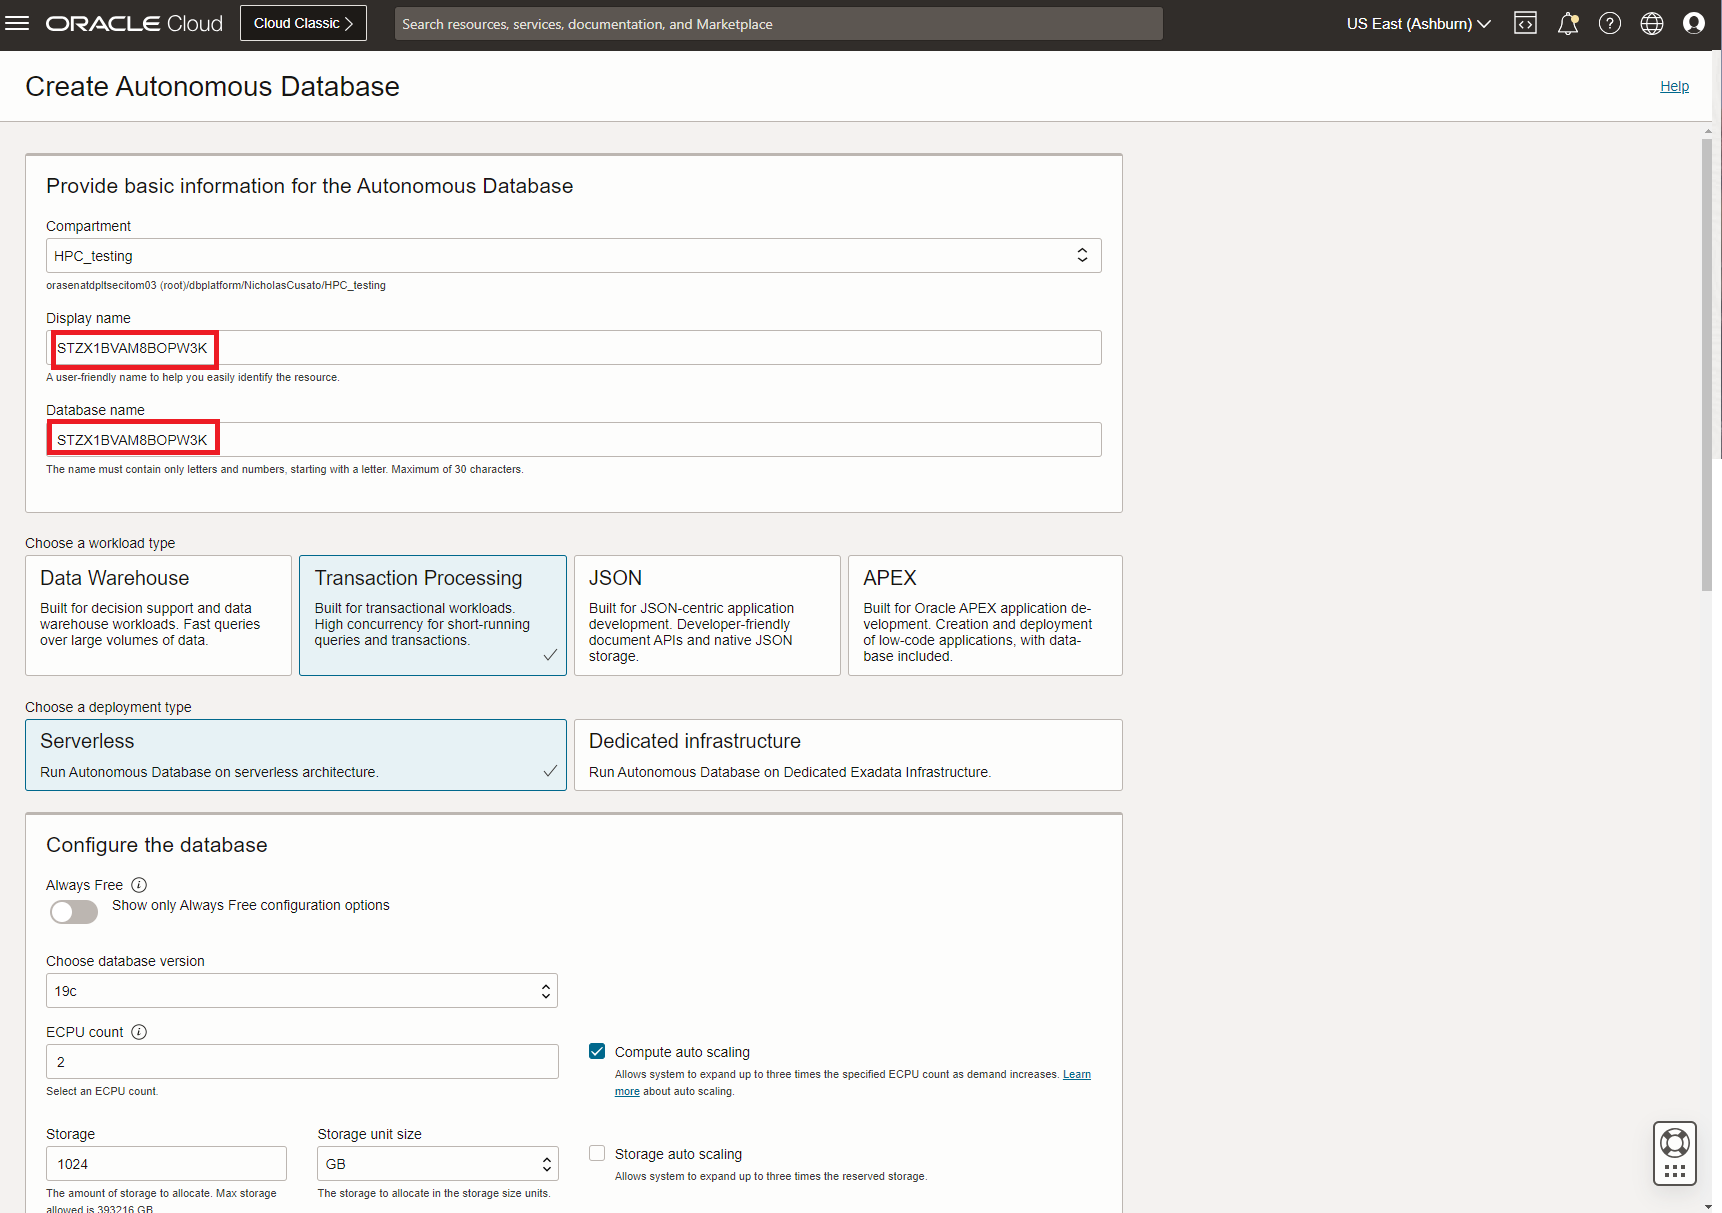 ORACLE Cloud
Cloud Classic
Search resources, services, documentation, and Marketplace
US East (Ashburn)
Create Autonomous Database
Help
Provide basic information for the Autonomous Database
Compartment
HPC_testing
orasenatdpltsecitom03 (root)/dbplatform/NicholasCusato/HPC_testing
Display name
STZX1BVAM8BOPW3K
A user-friendly name to help you easily identify the resource.
Database name
STZX1BVAM8BOPW3K
The name must contain only letters and numbers, starting with a letter. Maximum of 30 characters.
Choose a workload type
Data Warehouse
Built for decision support and data
warehouse workloads. Fast queries
over large volumes of data.
Transaction Processing
Built for transactional workloads.
High concurrency for short-running
queries and transactions.
JSON
Built for JSON-centric application
development. Developer-friendly
document APIs and native JSON
storage.
APEX
Built for Oracle APEX application de-
velopment. Creation and deployment
of low-code applications, with data-
base included.
Choose a deployment type
Serverless
Run Autonomous Database on serverless architecture.
Dedicated infrastructure
Run Autonomous Database on Dedicated Exadata Infrastructure.
Configure the database
Always Free
Show only Always Free configuration options
Choose database version
19c
ECPU count
2
Select an ECPU count.
Compute auto scaling
Allows system to expand up to three times the specified ECPU count as demand increases. Learn
more about auto scaling.
Storage
1024
The amount of storage to allocate. Max storage
allowed is 393216 GB.
Storage unit size
GB
The storage to allocate in the storage size units.
Storage auto scaling
Allows system to expand up to three times the reserved storage.